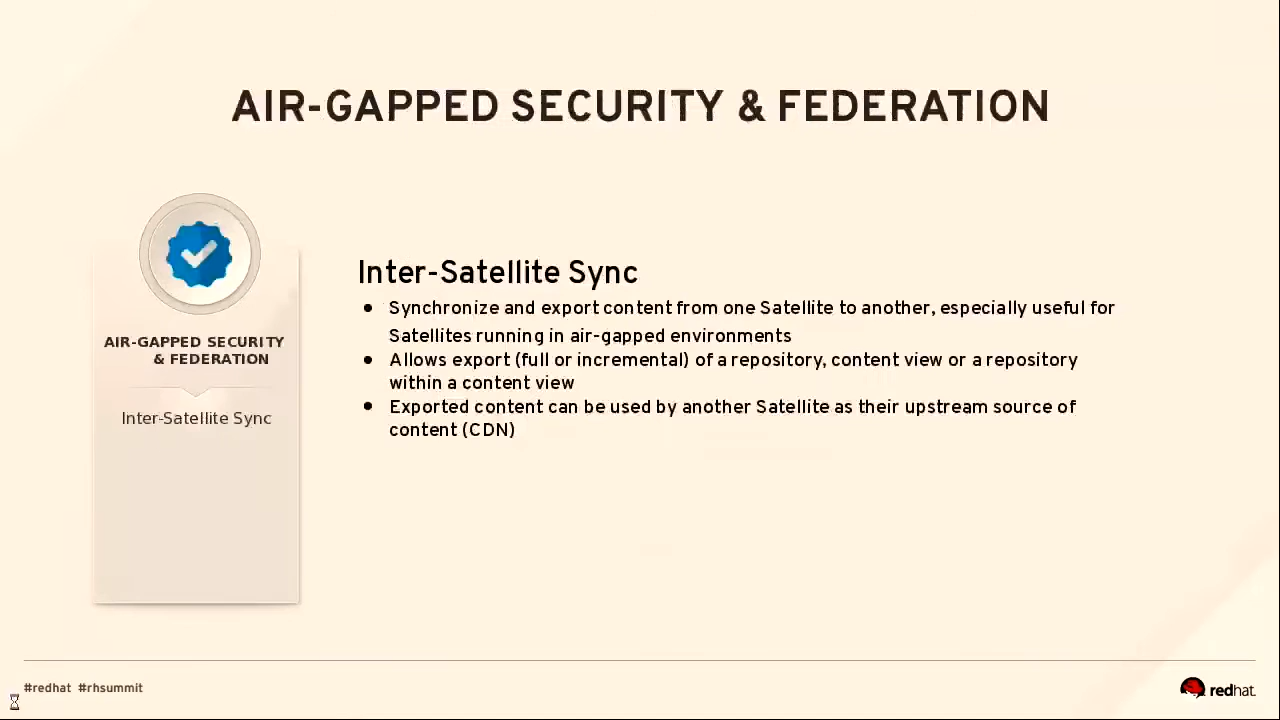 AIR-GAPPED SECURITY & FEDERATION
AIR-GAPPED SECURITY
& FEDERATION
Inter-Satellite Sync
Inter-Satellite Sync
● Synchronize and export content from one Satellite to another, especially useful for
Satellites running in air-gapped environments
● Allows export (full or incremental) of a repository, content view or a repository
within a content view
● Exported content can be used by another Satellite as their upstream source of
content (CDN)
#redhat #rhsummit
redhat.